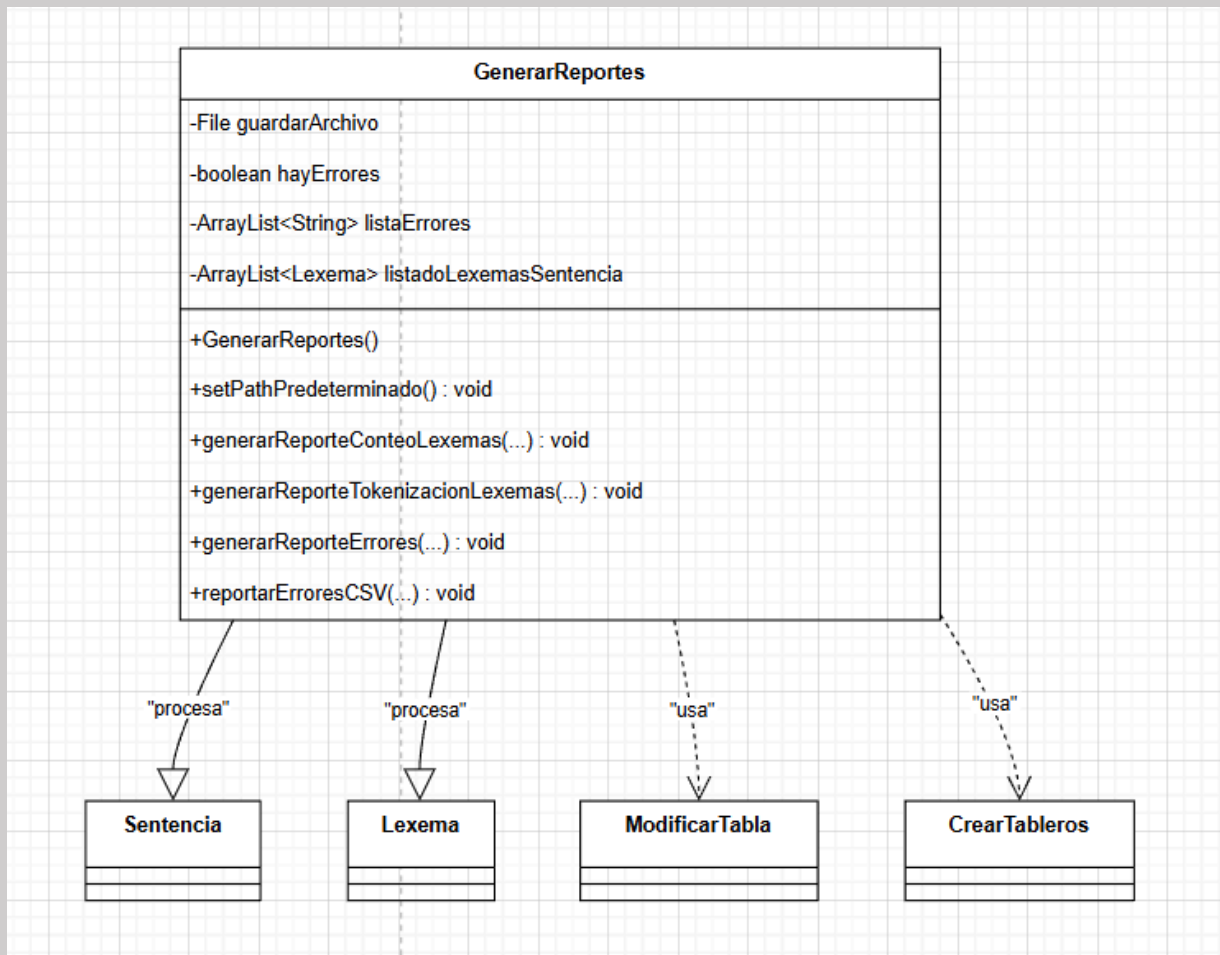 GenerarReportes
-File guardarArchivo
-boolean hayErrores
-ArrayList<String> listaErrores
-ArrayList<Lexema> listadoLexemasSentencia
+GenerarReportes()
+setPathPredeterminado() : void
+generarReporteConteoLexemas(...) : void
+generarReporteTokenizacionLexemas(...) : void
+generarReporteErrores(...) : void
+reportarErroresCSV(...) : void
"procesa"
"procesa"
"usa"
"usa"
Sentencia
Lexema
ModificarTabla
CrearTableros